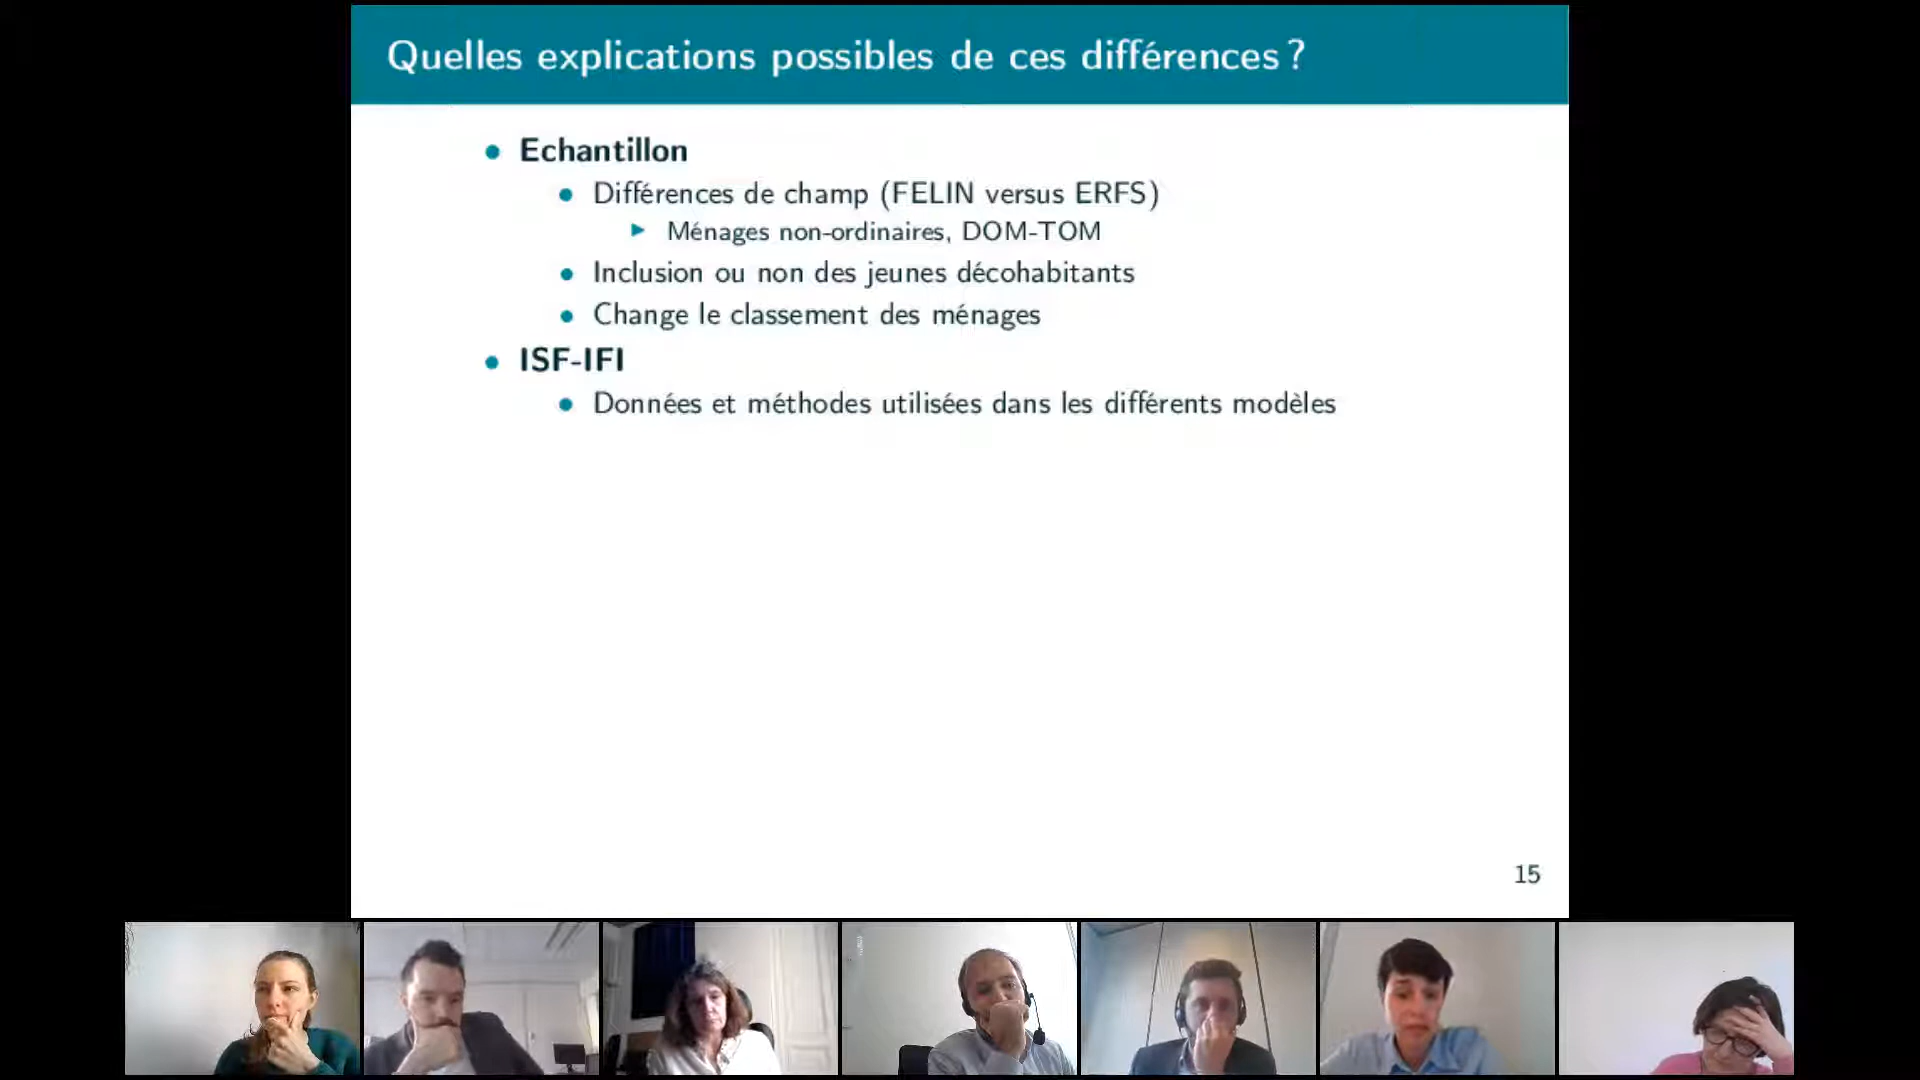 Quelles explications possibles de ces différences ?
Echantillon
Différences de champ (FELIN versus ERFS)
Ménages non-ordinaires, DOM-TOM
Inclusion ou non des jeunes décohabitants
Change le classement des ménages
ISF-IFI
Données et méthodes utilisées dans les différents modèles
15